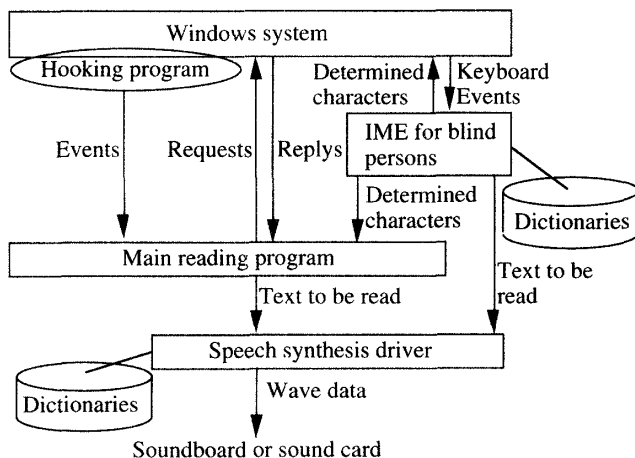 Windows system
Hooking program
Determined
characters
Keyboard
Events
IME for blind
persons
Events
Requests
Replys
Determined
characters
Dictionaries
Main reading program
Text to be read
Text to be
read
Speech synthesis driver
Dictionaries
Wave data
Soundboard or sound card